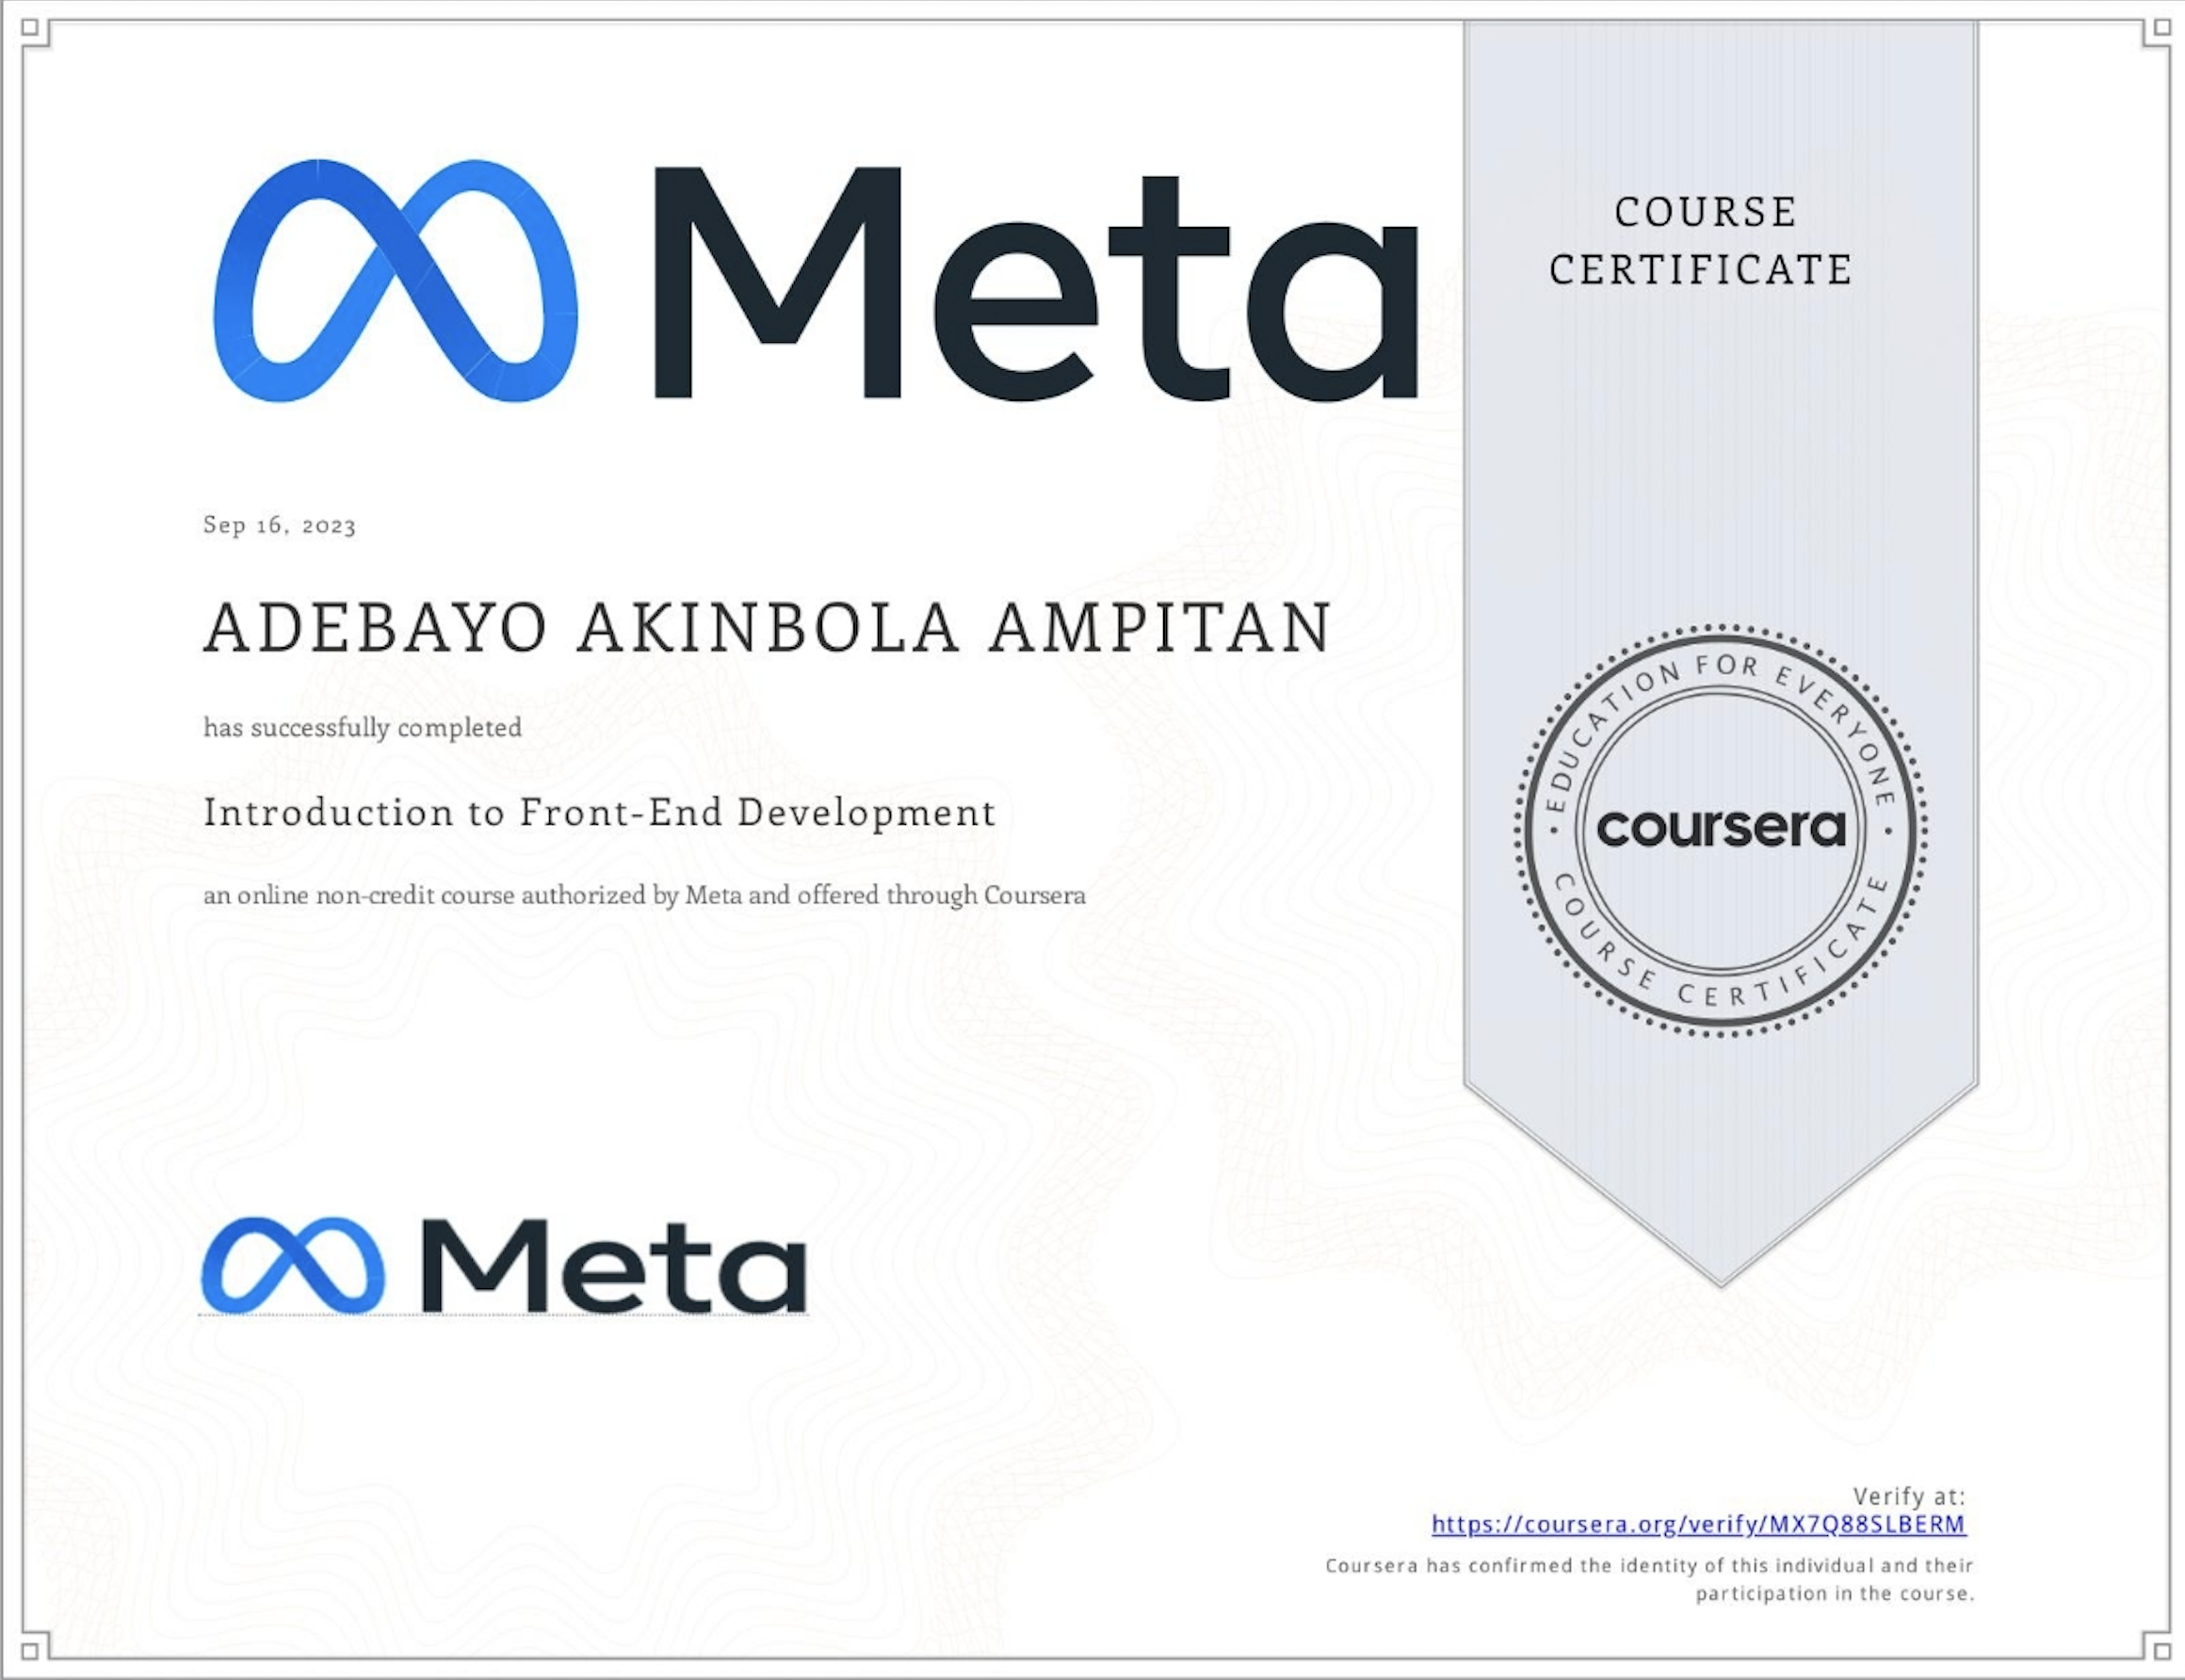 Meta
COURSE
CERTIFICATE
Sep 16, 2023
ADEBAYO AKINBOLA AMPITAN
has successfully completed
Introduction to Front-End Development
an online non-credit course authorized by Meta and offered through Coursera
EDUCATION FOR EVERYONE
coursera
COURSE CERTIFICATE
Meta
Verify at:
https://coursera.org/verify/MX7Q88SLBERM
Coursera has confirmed the identity of this individual and their
participation in the course.